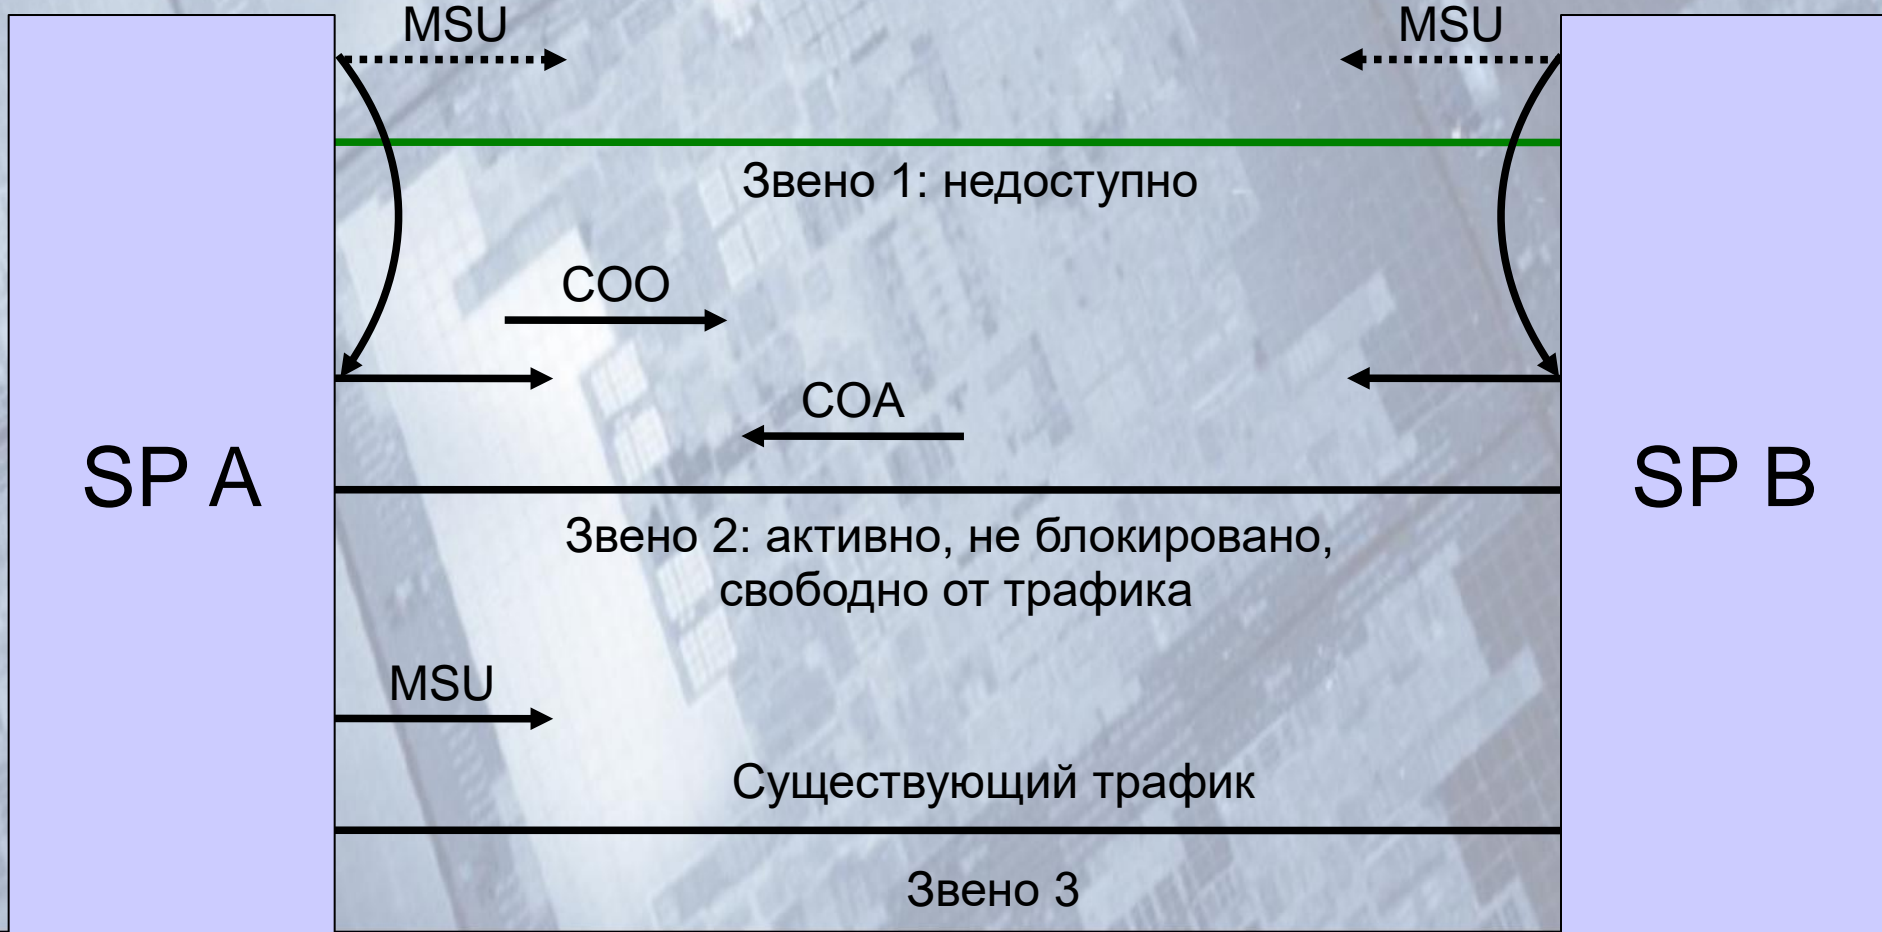 MSU
MSU
Звено 1: недоступно
COO
COA
SP A
SP B
Звено 2: активно, не блокировано,
свободно от трафика
MSU
Существующий трафик
Звено 3